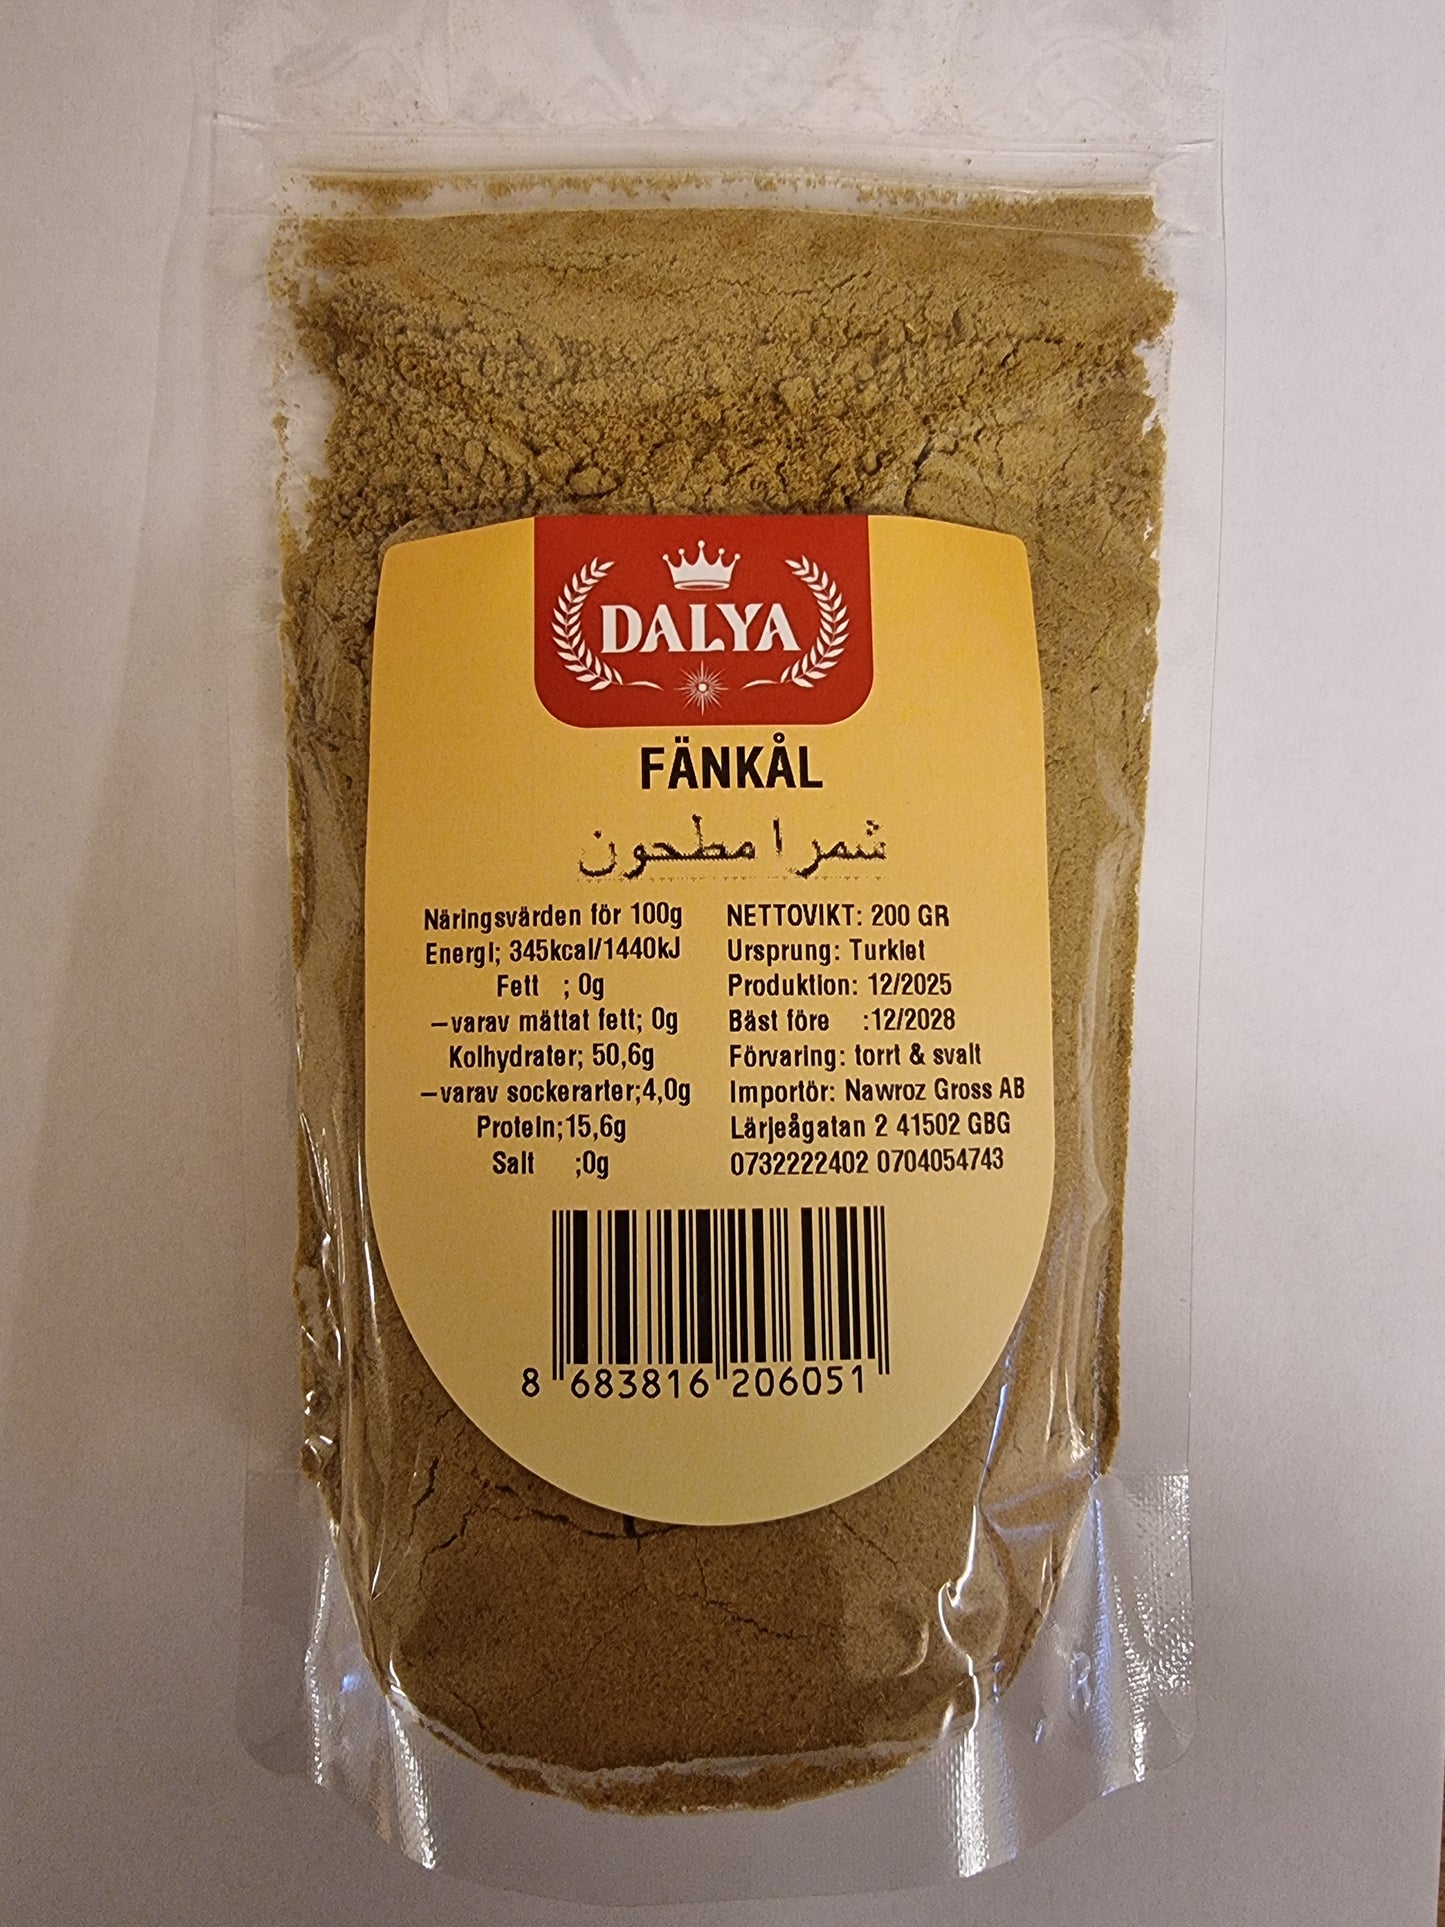 DALYA
FÄNKÅL
شمر ا مطحون
Näringsvärden för 100g
Energi; 345kcal/1440kJ
Fett ; 0g
–varav mättat fett; 0g
Kolhydrater; 50,6g
–varav sockerarter;4,0g
Protein;15,6g
Salt ;0g
NETTOVIKT: 200 GR
Ursprung: Turkiet
Produktion: 12/2025
Bäst före :12/2028
Förvaring: torrt & svalt
Importör: Nawroz Gross AB
Lärjeågatan 2 41502 GBG
0732222402 0704054743
8 683816 206051